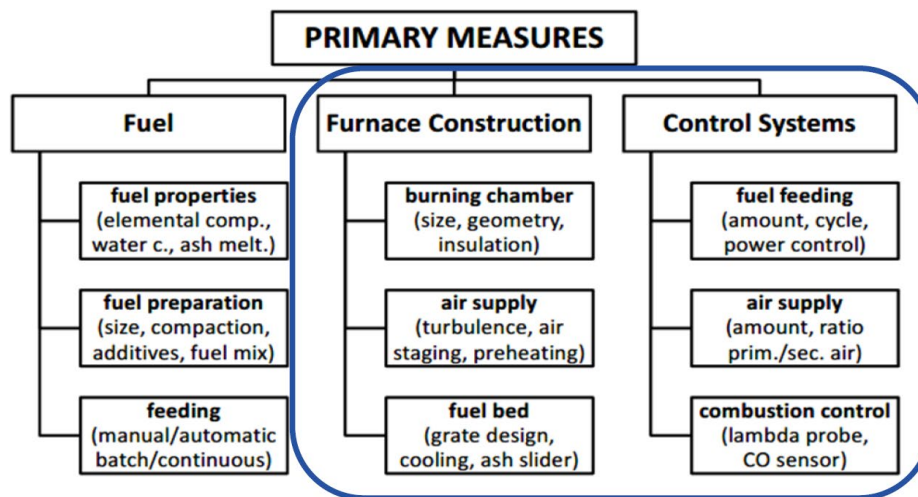 PRIMARY MEASURES
Fuel
fuel properties
(elemental comp.,
water c., ash melt.)
fuel preparation
(size, compaction,
additives, fuel mix)
feeding
(manual/automatic
batch/continuous)
Furnace Construction
burning chamber
(size, geometry,
insulation)
air supply
(turbulence, air
staging, preheating)
fuel bed
(grate design,
cooling, ash slider)
Control Systems
fuel feeding
(amount, cycle,
power control)
air supply
(amount, ratio
prim./sec. air)
combustion control
(lambda probe,
CO sensor)